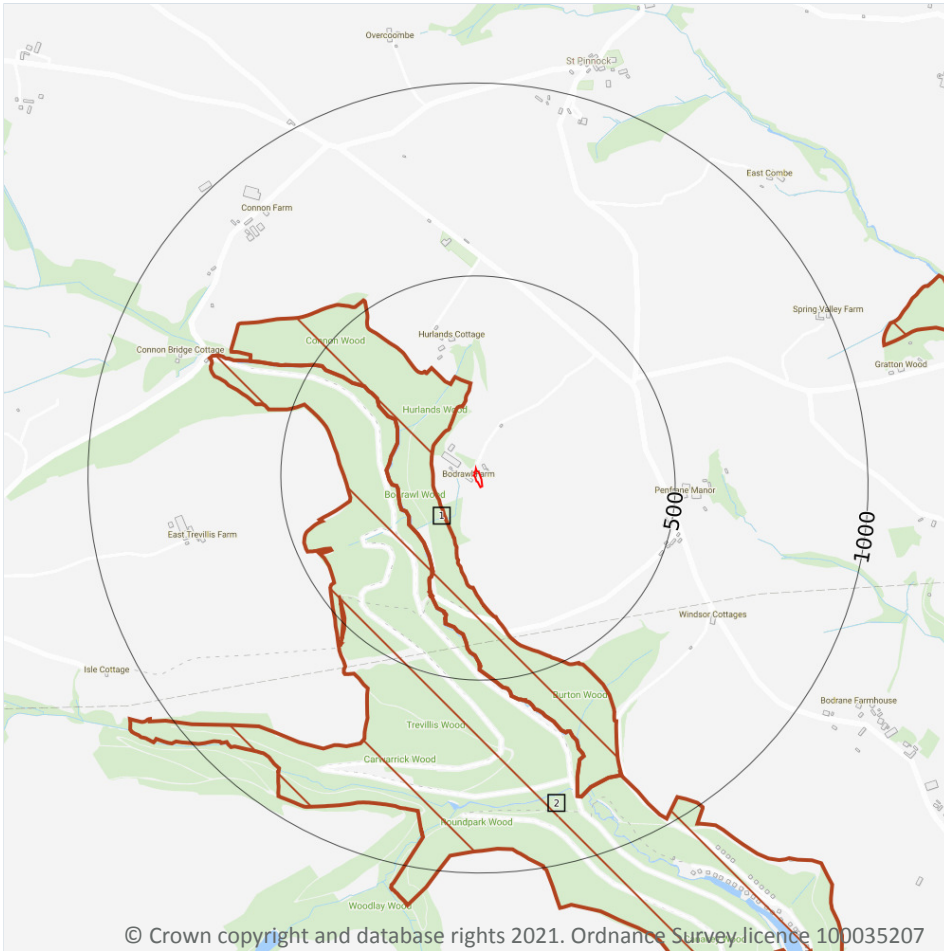 Overcombe
St Pinnock
East Combe
Connon Farm
Spring Valley Farm
Hurlands Cottage
Connon Wood
Connon Bridge Cottage
Gratton Wood
Hurlands Wood
Bodrawl Farm
Penfrane Manor
Bodrawl Wood
500
1
1000
East Trevillis Farm
Windsor Cottages
Isle Cottage
Burton Wood
Bodrane Farmhouse
Trevillis Wood
Carwarrick Wood
2
Roundpark Wood
Woodlay Wood
© Crown copyright and database rights 2021. Ordnance Survey licence 100035207